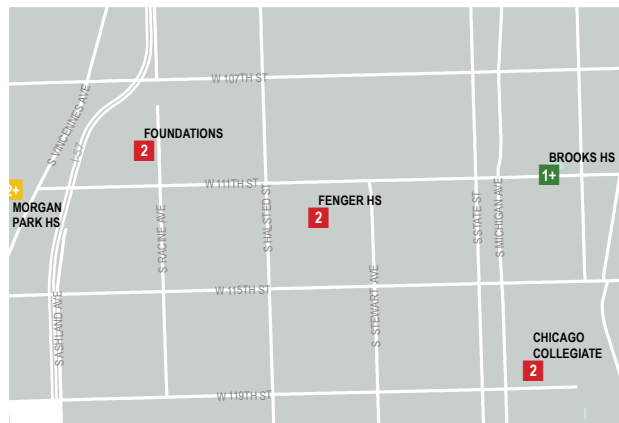 W 107TH ST
S VINCENNES AVE
I-57
FOUNDATIONS
2
BROOKS HS
1+
2+
W 111TH ST
MORGAN
PARK HS
FENGER HS
2
S RACINE AVE
S HALSTED ST
S STATE ST
S MICHIGAN AVE
S ASHLAND AVE
W 115TH ST
S. STEWART AVE
CHICAGO
COLLEGIATE
2
W 119TH ST